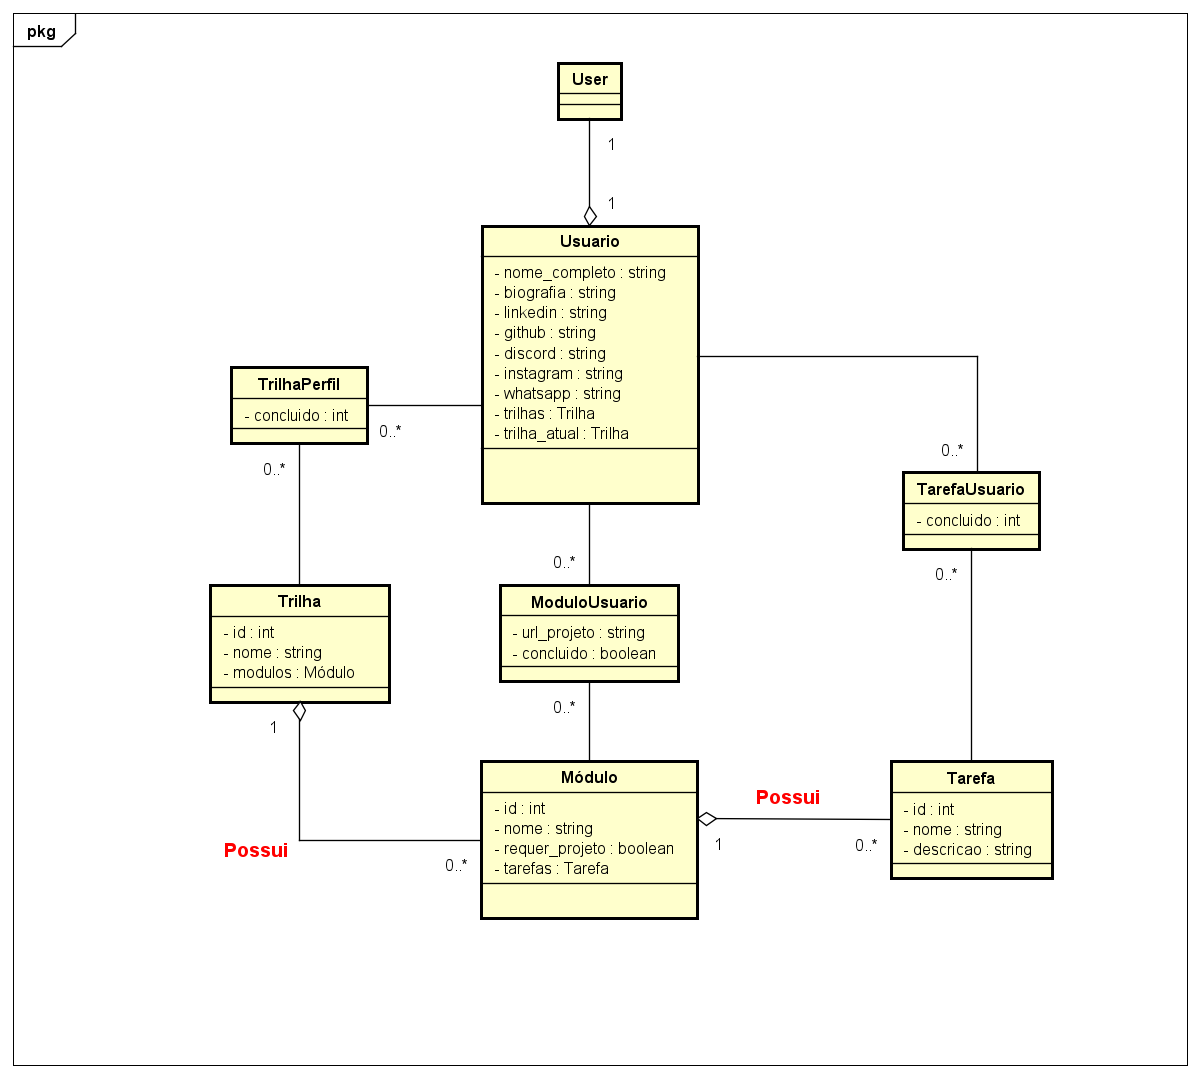 pkg
User
1
1
Usuario
- nome_completo : string
- biografia : string
- linkedin : string
- github : string
- discord : string
- instagram : string
- whatsapp : string
- trilhas : Trilha
- trilha_atual : Trilha
TrilhaPerfil
- concluido : int
0..*
0..*
0..*
TarefaUsuario
- concluido : int
0..*
0..*
Trilha
- id : int
- nome : string
- modulos : Módulo
1
ModuloUsuario
- url_projeto : string
- concluido : boolean
0..*
Módulo
- id : int
- nome : string
- requer_projeto : boolean
- tarefas : Tarefa
Possui
0..*
Possui
1
0..*
Tarefa
- id : int
- nome : string
- descricao : string